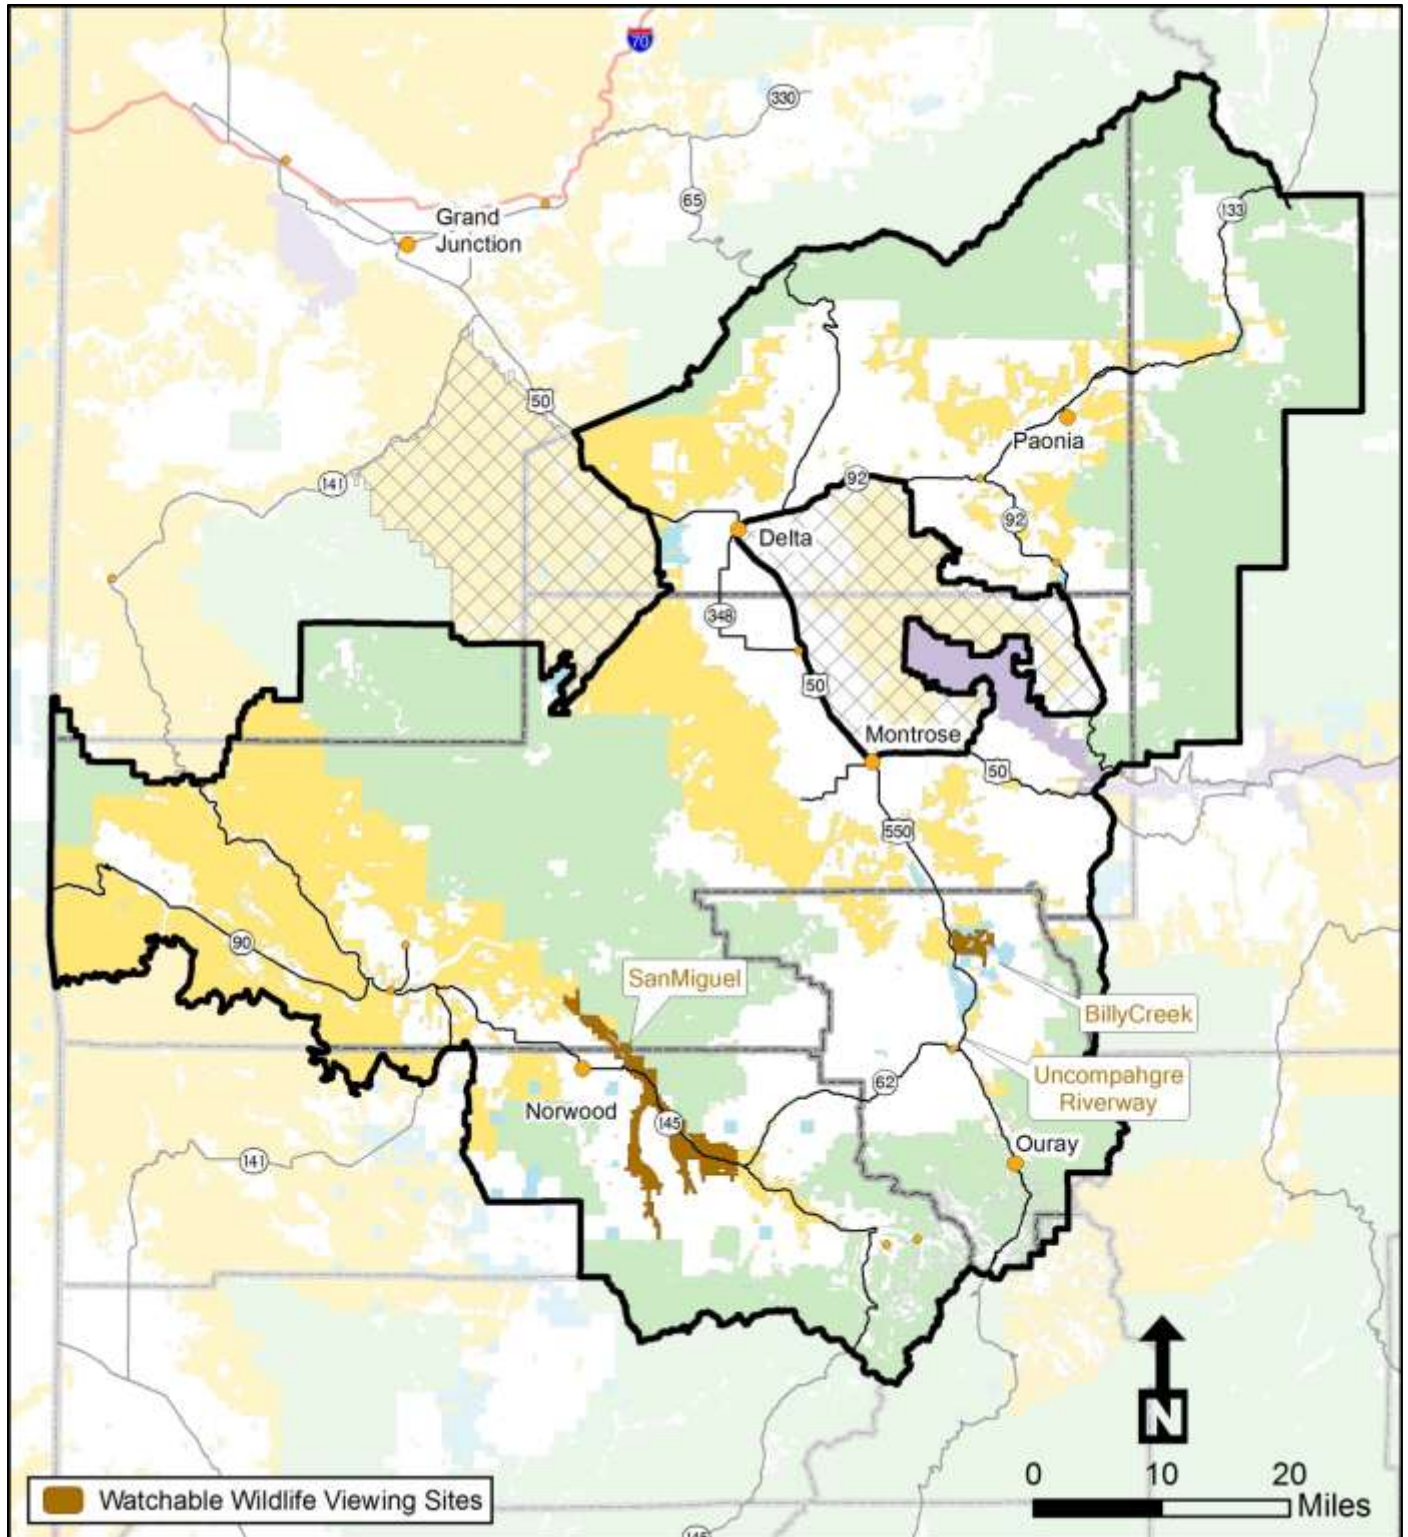 70
330
65
133
Grand
Junction
50
141
Paonia
92
92
Delta
348
50
Montrose
50
550
90
SanMiguel
BillyCreek
Uncompahgre
Riverway
62
Norwood
145
Ouray
141
N
0 10 20
Miles
Watchable Wildlife Viewing Sites
145